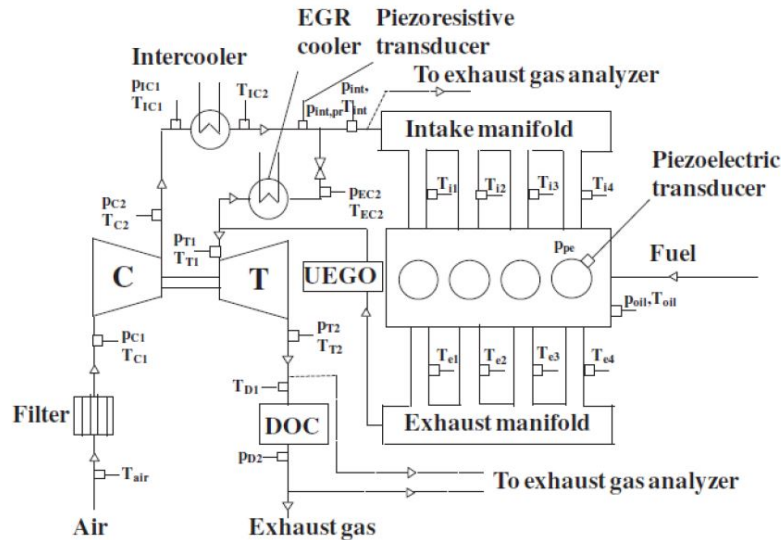 EGR
cooler
Piezoresistive
transducer
Intercooler
To exhaust gas analyzer
pIC1
TIC1
TIC2
pint,
pint,pr
Tint
Intake manifold
Piezoelectric
transducer
Ti1
Ti2
Ti3
Ti4
pEC2
TEC2
pC2
TC2
pT1
TT1
C
T
UEGO
ppe
Fuel
poil,Toil
pC1
TC1
pT2
TT2
Te1
Te2
Te3
Te4
TD1
Filter
DOC
Exhaust manifold
pD2
Tair
To exhaust gas analyzer
Air
Exhaust gas